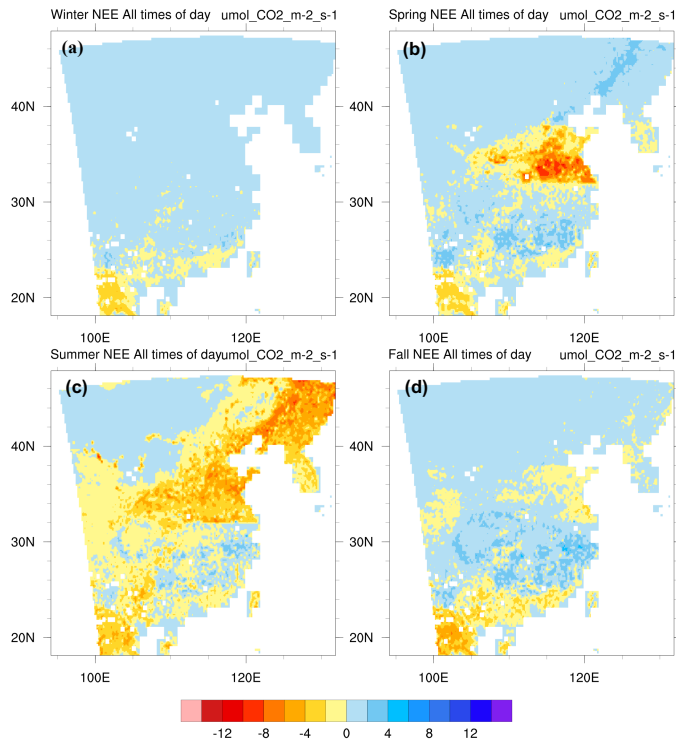 Winter NEE All times of day umol_CO2_m-2_s-1
(a)
40N
30N
20N
100E 120E
Spring NEE All times of day umol_CO2_m-2_s-1
(b)
40N
30N
20N
100E 120E
Summer NEE All times of day umol_CO2_m-2_s-1
(c)
40N
30N
20N
100E 120E
Fall NEE All times of day umol_CO2_m-2_s-1
(d)
40N
30N
20N
100E 120E
-12 -8 -4 0 4 8 12